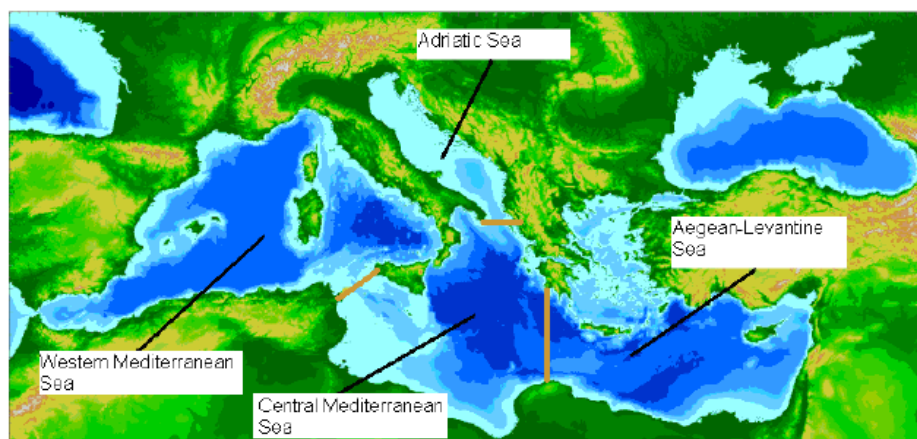 Adriatic Sea
Aegean-Levantine
Sea
Western Mediterranean
Sea
Central Mediterranean
Sea